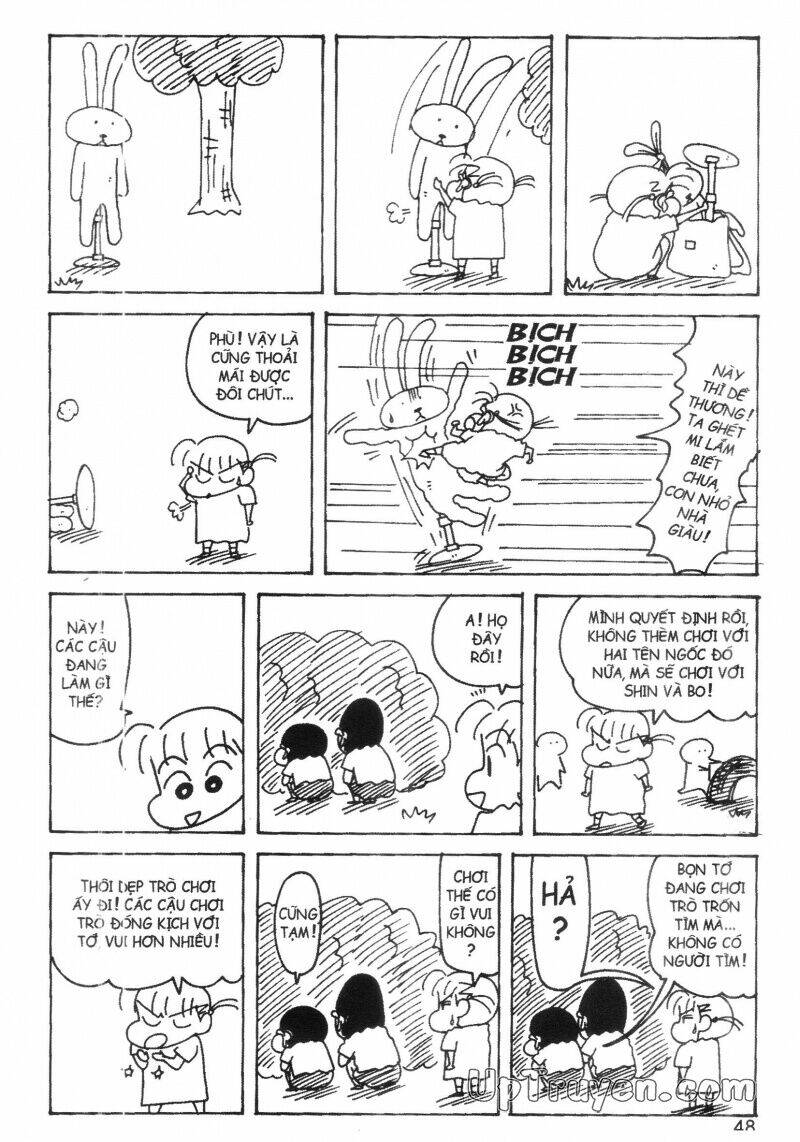 BỊCH
BỊCH
BỊCH
NÀY
THÌ DỄ
THƯƠNG!
TA GHÉT
MI LẮM
BIẾT
CHƯA,
CON NHỎ
NHÀ
GIÀU!
PHÙ! VẬY LÀ
CŨNG THOẢI
MÁI ĐƯỢC
ĐÔI CHÚT...
MÌNH QUYẾT ĐỊNH RỒI,
KHÔNG THÈM CHƠI VỚI
HAI TÊN NGỐC ĐÓ
NỮA, MÀ SẼ CHƠI VỚI
SHIN VÀ BO!
A! HỌ
ĐÂY
RỒI!
NÀY!
CÁC CẬU
ĐANG
LÀM GÌ
THẾ?
BỌN TỚ
ĐANG CHƠI
TRÒ TRỐN
TÌM MÀ...
KHÔNG CÓ
NGƯỜI TÌM!
HẢ
?
CHƠI
THẾ CÓ
GÌ VUI
KHÔNG
?
CŨNG
TẠM!
THÔI DẸP TRÒ CHƠI
ẤY ĐI! CÁC CẬU CHƠI
TRÒ ĐÓNG KỊCH VỚI
TỚ, VUI HƠN NHIỀU!
UpTruyen.com
48